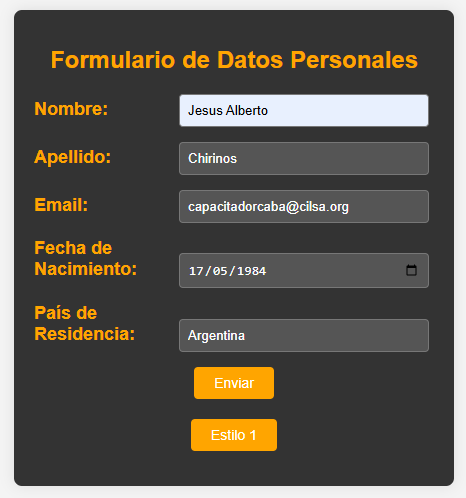 Formulario de Datos Personales
Nombre: Jesus Alberto
Apellido: Chirinos
Email: capacitadorcaba@cilsa.org
Fecha de
Nacimiento: 17/05/1984
País de
Residencia: Argentina
Enviar
Estilo 1